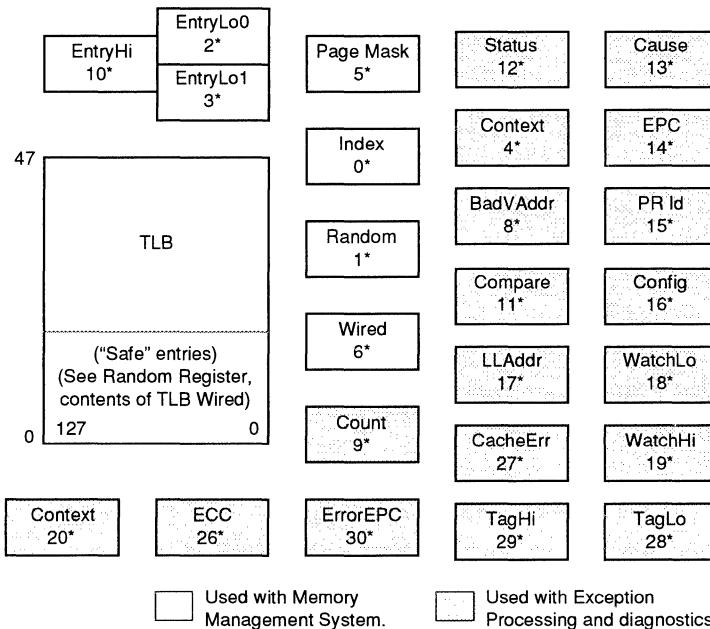 EntryLo0
2*
EntryHi
10*
EntryLo1
3*
Page Mask
5*
Status
12*
Cause
13*
Index
0*
Context
4*
EPC
14*
47
TLB
Random
1*
BadVAddr
8*
PR Id
15*
Compare
11*
Config
16*
Wired
6*
("Safe" entries)
(See Random Register,
contents of TLB Wired)
127
0
0
LLAddr
17*
WatchLo
18*
Count
9*
CacheErr
27*
WatchHi
19*
Context
20*
ECC
26*
ErrorEPC
30*
TagHi
29*
TagLo
28*
Used with Memory
Management System.
Used with Exception
Processing and diagnostics